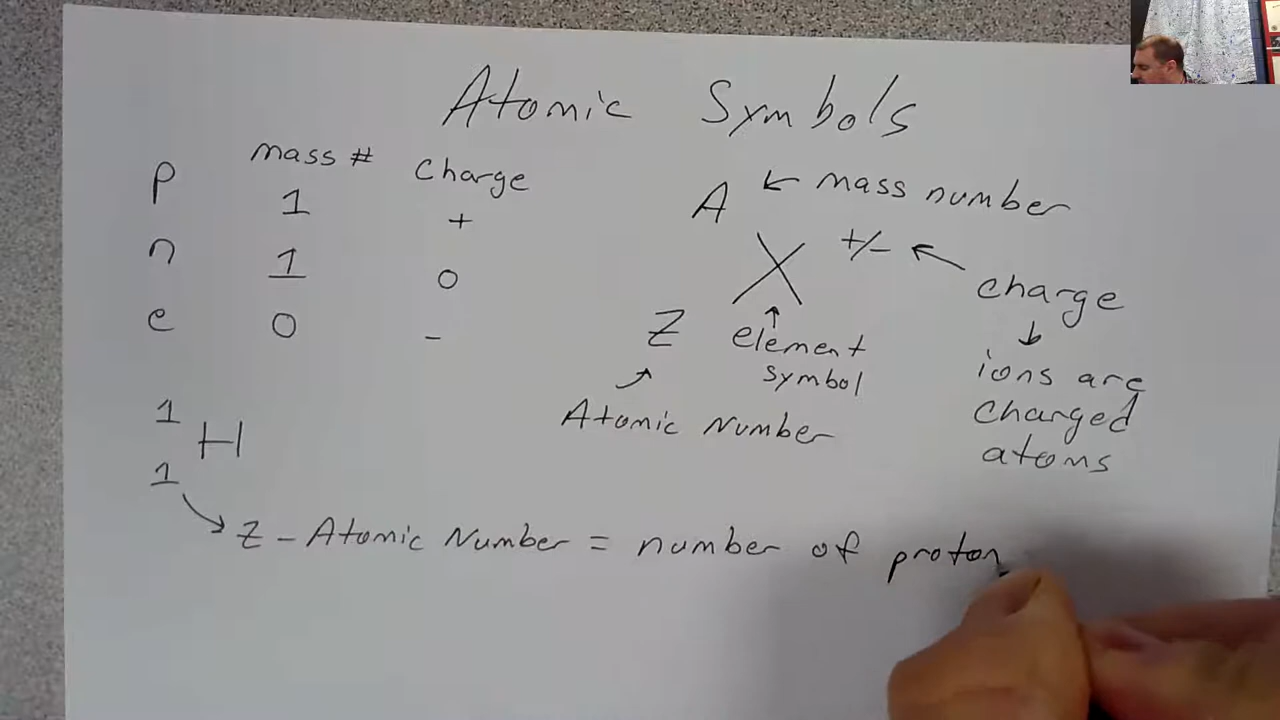 Atomic Symbols
mass # Charge
p 1 +
n 1 0
e 0 -
A ← mass number
X +/- ← charge
↓
ions are
charged
atoms
Z element
symbol
Atomic Number
1
H
1
Z - Atomic Number = number of proton